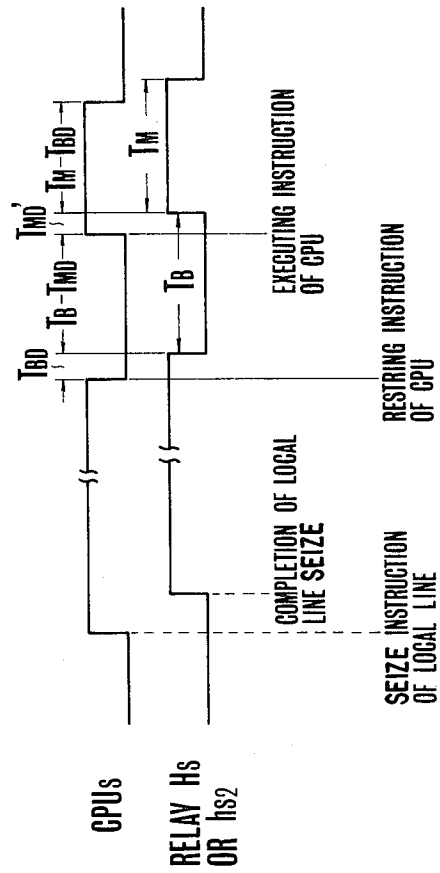 CPUs
TBD
TB-TMD
TMD'
TM-TBD
RELAY Hs
OR hs2
TB
TM
COMPLETION OF LOCAL
LINE SEIZE
EXECUTING INSTRUCTION
OF CPU
SEIZE INSTRUCTION
OF LOCAL LINE
RESTRING INSTRUCTION
OF CPU